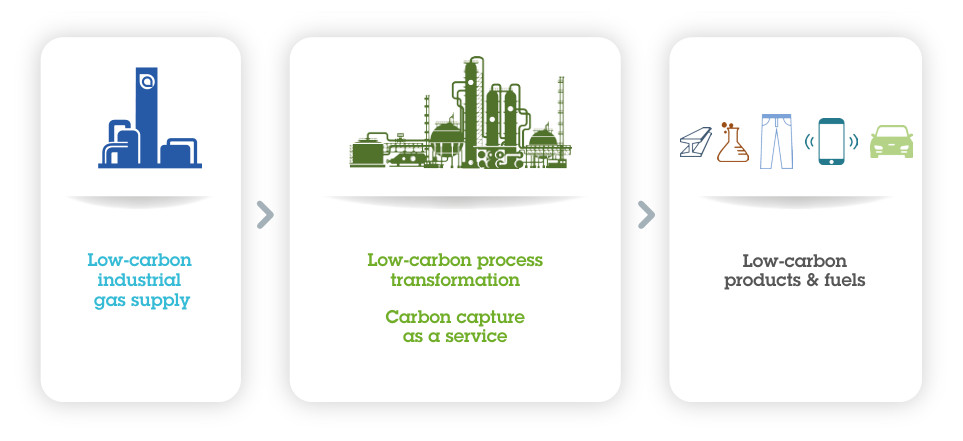 Low-carbon
industrial
gas supply
Low-carbon process
transformation
Carbon capture
as a service
Low-carbon
products & fuels